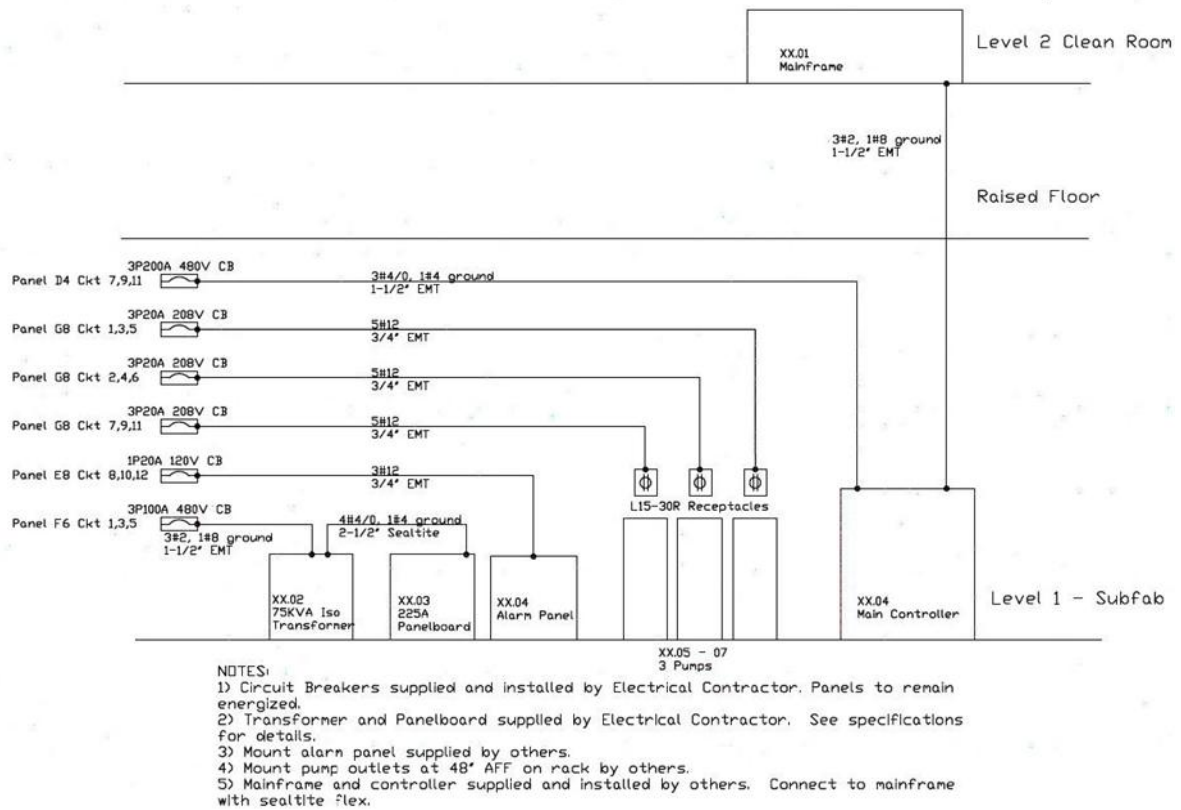 XX.01
Mainframe
Level 2 Clean Room
3#2, 1#8 ground
1-1/2" EMT
Raised Floor
3P200A 480V CB
Panel D4 Ckt 7,9,11
3#4/0, 1#4 ground
1-1/2" EMT
3P20A 208V CB
Panel G8 Ckt 1,3,5
5#12
3/4" EMT
3P20A 208V CB
Panel G8 Ckt 2,4,6
5#12
3/4" EMT
3P20A 208V CB
Panel G8 Ckt 7,9,11
5#12
3/4" EMT
1P20A 120V CB
Panel E8 Ckt 8,10,12
3#12
3/4" EMT
L15-30R Receptacles
3P100A 480V CB
Panel F6 Ckt 1,3,5
3#2, 1#8 ground
1-1/2" EMT
4#4/0, 1#4 ground
2-1/2" Sealtite
XX.02
75KVA Iso
Transformer
XX.03
225A
Panelboard
XX.04
Alarm Panel
XX.04
Main Controller
Level 1 - Subfab
XX.05 - 07
3 Pumps
NOTES:
1) Circuit Breakers supplied and installed by Electrical Contractor. Panels to remain
energized.
2) Transformer and Panelboard supplied by Electrical Contractor. See specifications
for details.
3) Mount alarm panel supplied by others.
4) Mount pump outlets at 48" AFF on rack by others.
5) Mainframe and controller supplied and installed by others. Connect to mainframe
with sealtite flex.